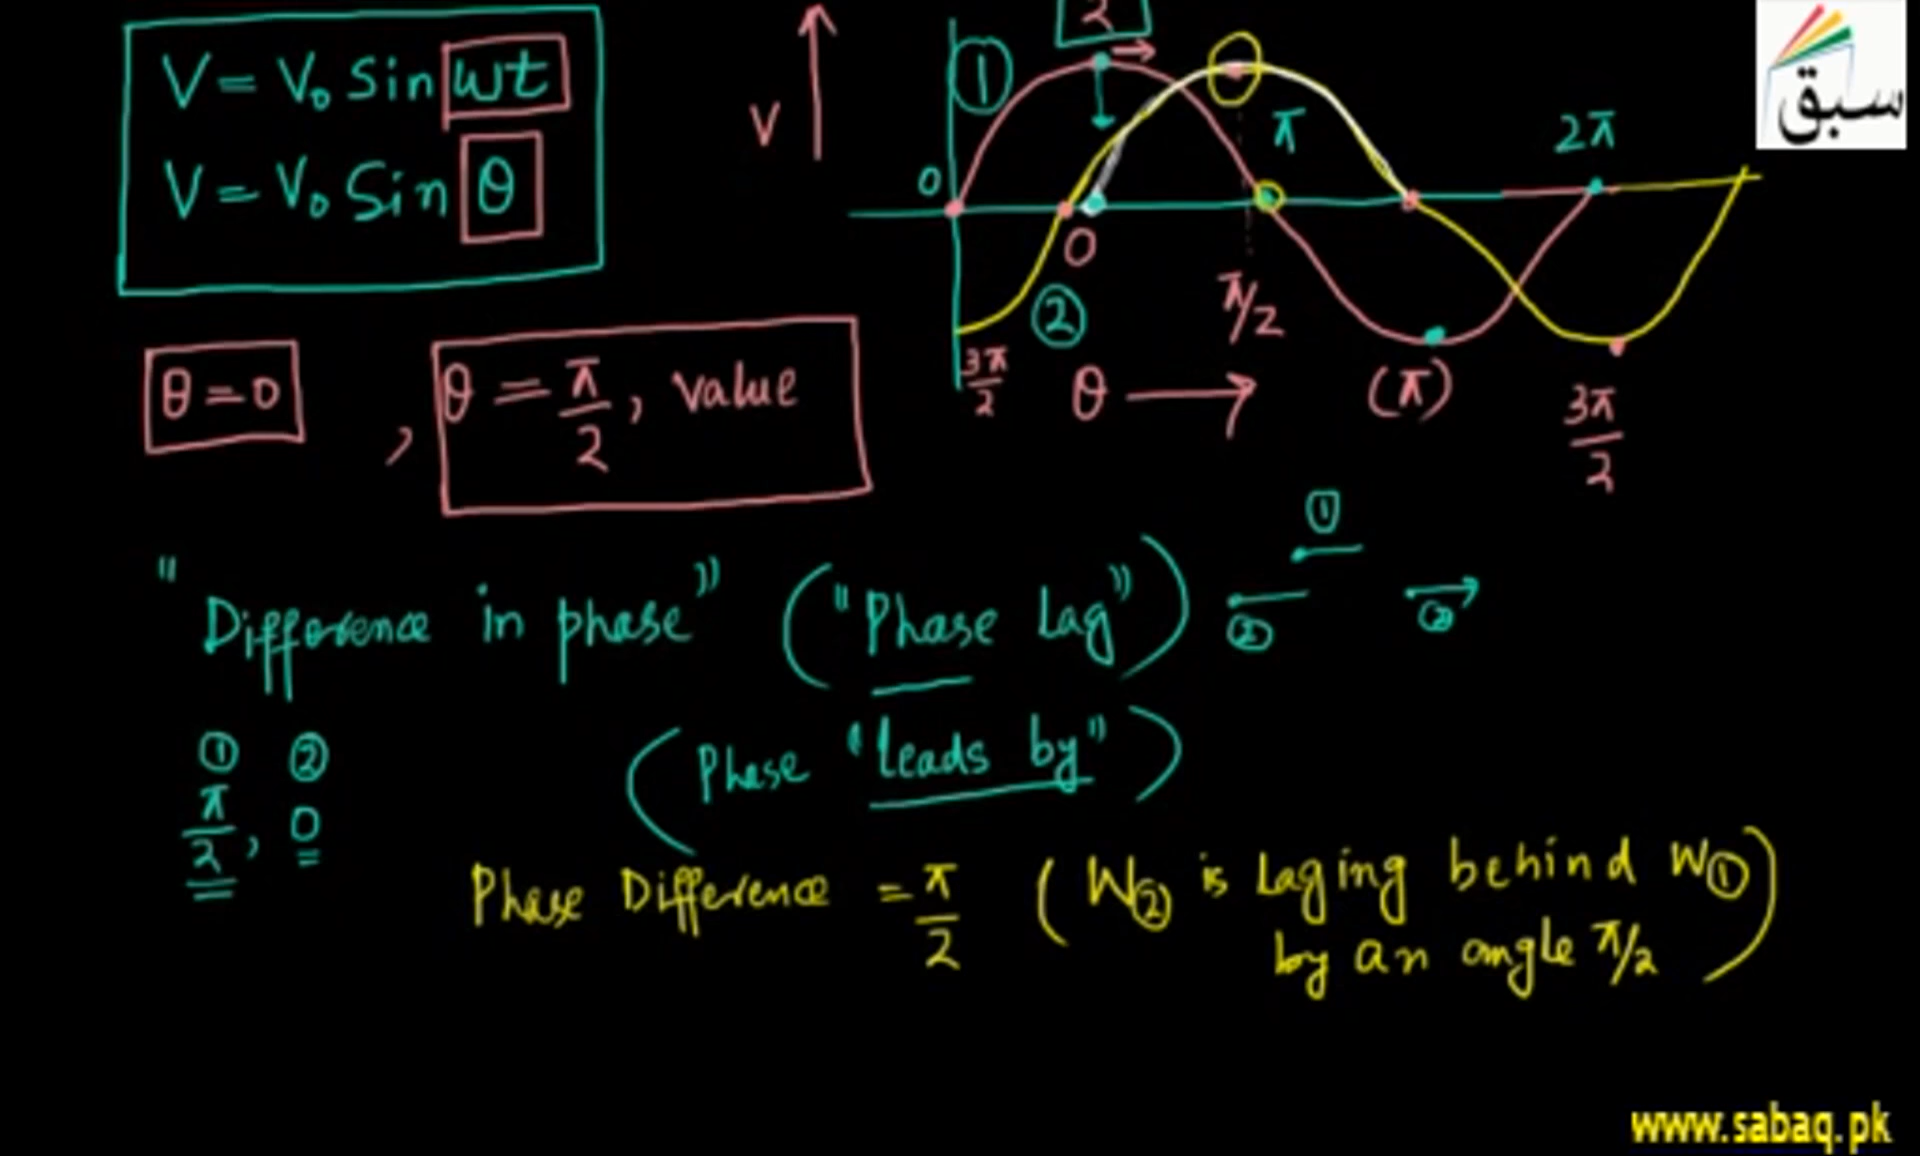 V = V₀ Sin ωt
V = V₀ Sin θ
θ = 0 , θ = π/2 , value
V
①
2
0
π
2π
0
②
π/2
3π/2
θ →
(π)
3π/2
سبق
"Difference in phase" ("Phase Lag")
①
② ②
① ②
π/2 , 0
(Phase "leads by")
Phase Difference = π/2 (W② is Laging behind W①
by an angle π/2)
www.sabaq.pk